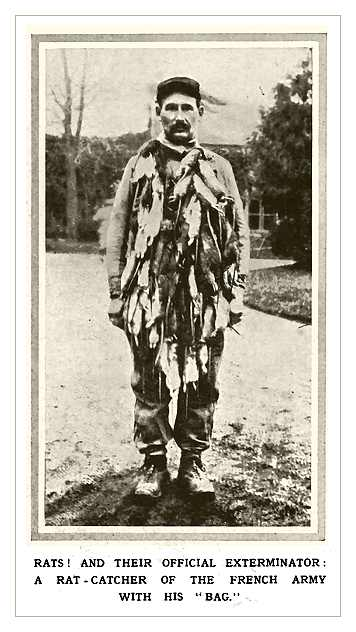 RATS! AND THEIR OFFICIAL EXTERMINATOR:
A RAT-CATCHER OF THE FRENCH ARMY
WITH HIS "BAG."